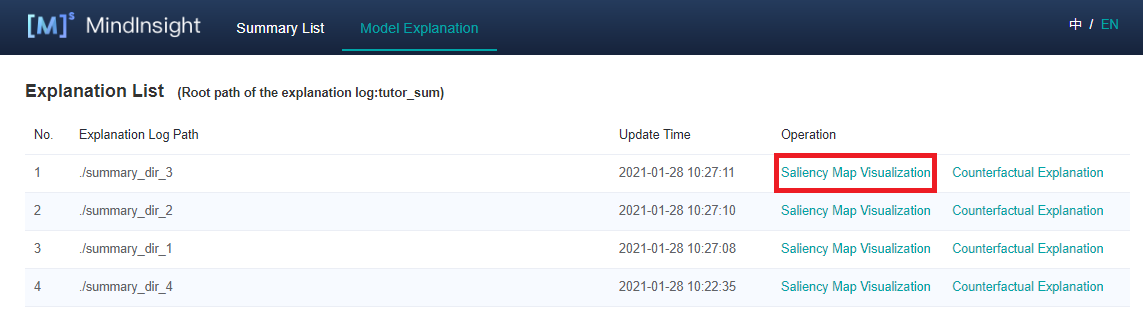 [M]s MindInsight Summary List Model Explanation 中 / EN
Explanation List (Root path of the explanation log:tutor_sum)
No. Explanation Log Path Update Time Operation
1 ./summary_dir_3 2021-01-28 10:27:11 Saliency Map Visualization Counterfactual Explanation
2 ./summary_dir_2 2021-01-28 10:27:10 Saliency Map Visualization Counterfactual Explanation
3 ./summary_dir_1 2021-01-28 10:27:08 Saliency Map Visualization Counterfactual Explanation
4 ./summary_dir_4 2021-01-28 10:22:35 Saliency Map Visualization Counterfactual Explanation